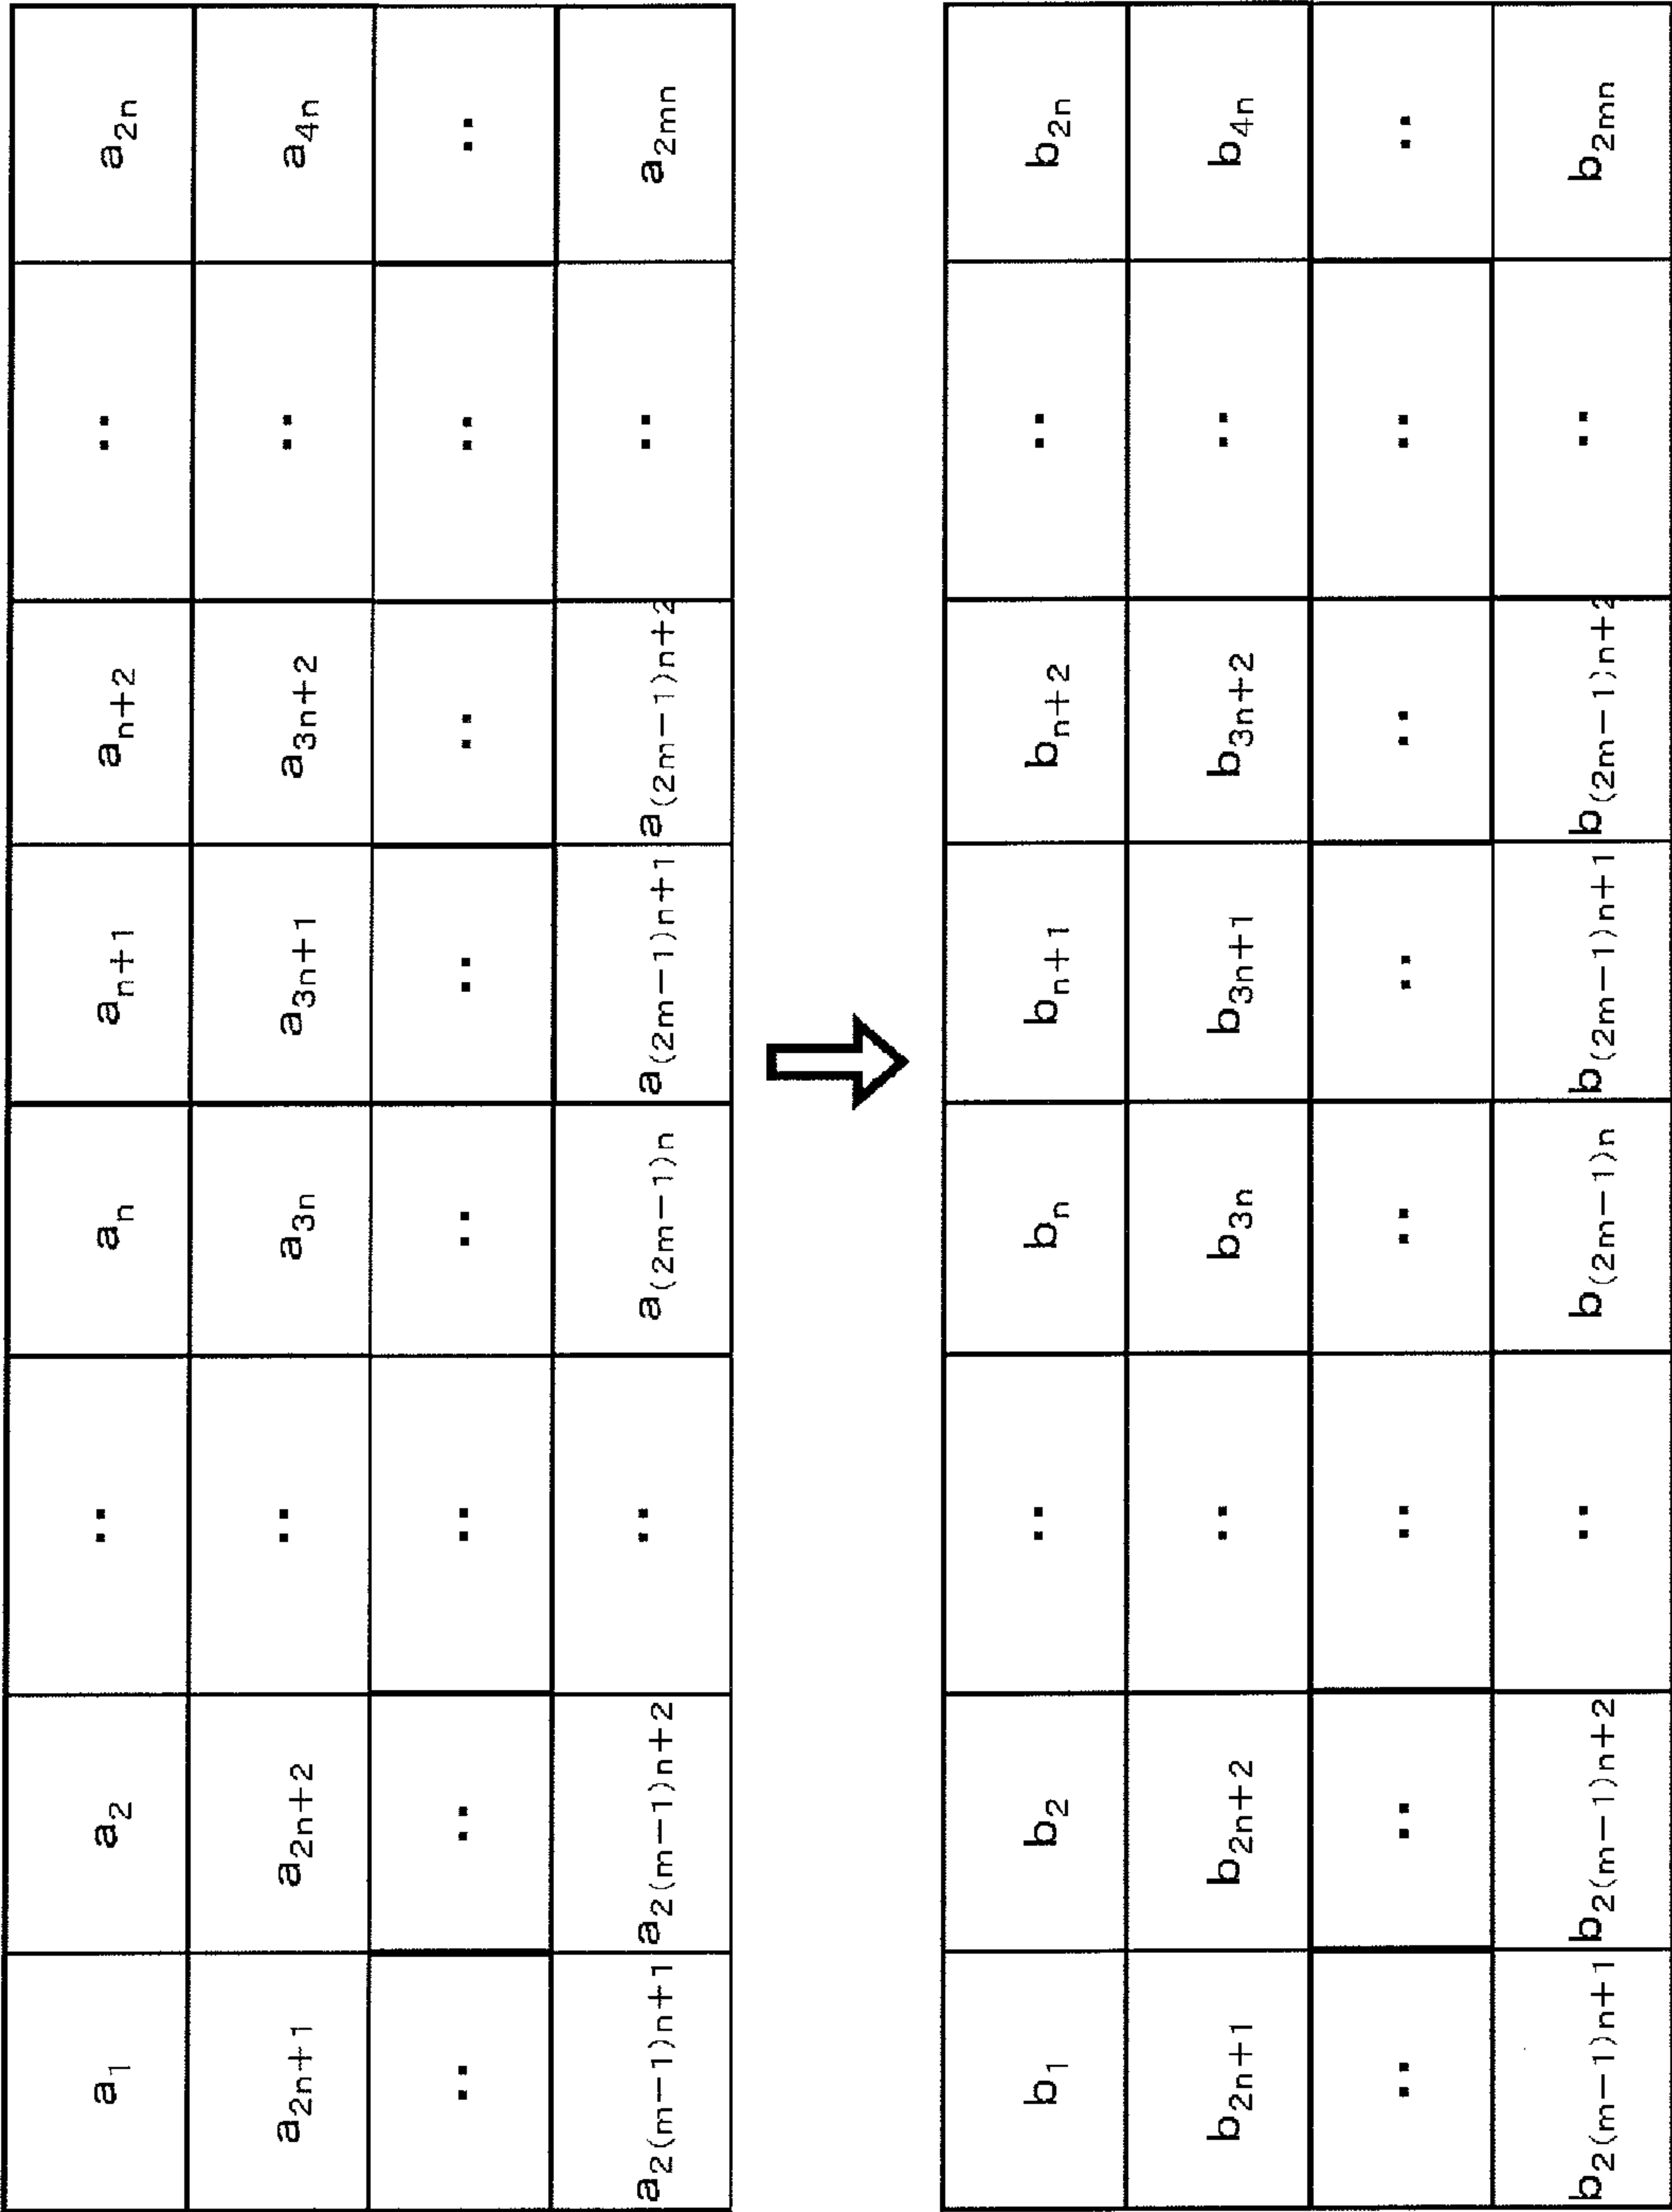 a₁ a₂ ‥ aₙ aₙ₊₁ aₙ₊₂ ‥ a₂ₙ
a₂ₙ₊₁ a₂ₙ₊₂ ‥ a₃ₙ a₃ₙ₊₁ a₃ₙ₊₂ ‥ a₄ₙ
‥ ‥ ‥ ‥ ‥ ‥ ‥ ‥
a₂₍ₘ₋₁₎ₙ₊₁ a₂₍ₘ₋₁₎ₙ₊₂ ‥ a₍₂ₘ₋₁₎ₙ a₍₂ₘ₋₁₎ₙ₊₁ a₍₂ₘ₋₁₎ₙ₊₂ ‥ a₂ₘₙ
b₁ b₂ ‥ bₙ bₙ₊₁ bₙ₊₂ ‥ b₂ₙ
b₂ₙ₊₁ b₂ₙ₊₂ ‥ b₃ₙ b₃ₙ₊₁ b₃ₙ₊₂ ‥ b₄ₙ
‥ ‥ ‥ ‥ ‥ ‥ ‥ ‥
b₂₍ₘ₋₁₎ₙ₊₁ b₂₍ₘ₋₁₎ₙ₊₂ ‥ b₍₂ₘ₋₁₎ₙ b₍₂ₘ₋₁₎ₙ₊₁ b₍₂ₘ₋₁₎ₙ₊₂ ‥ b₂ₘₙ